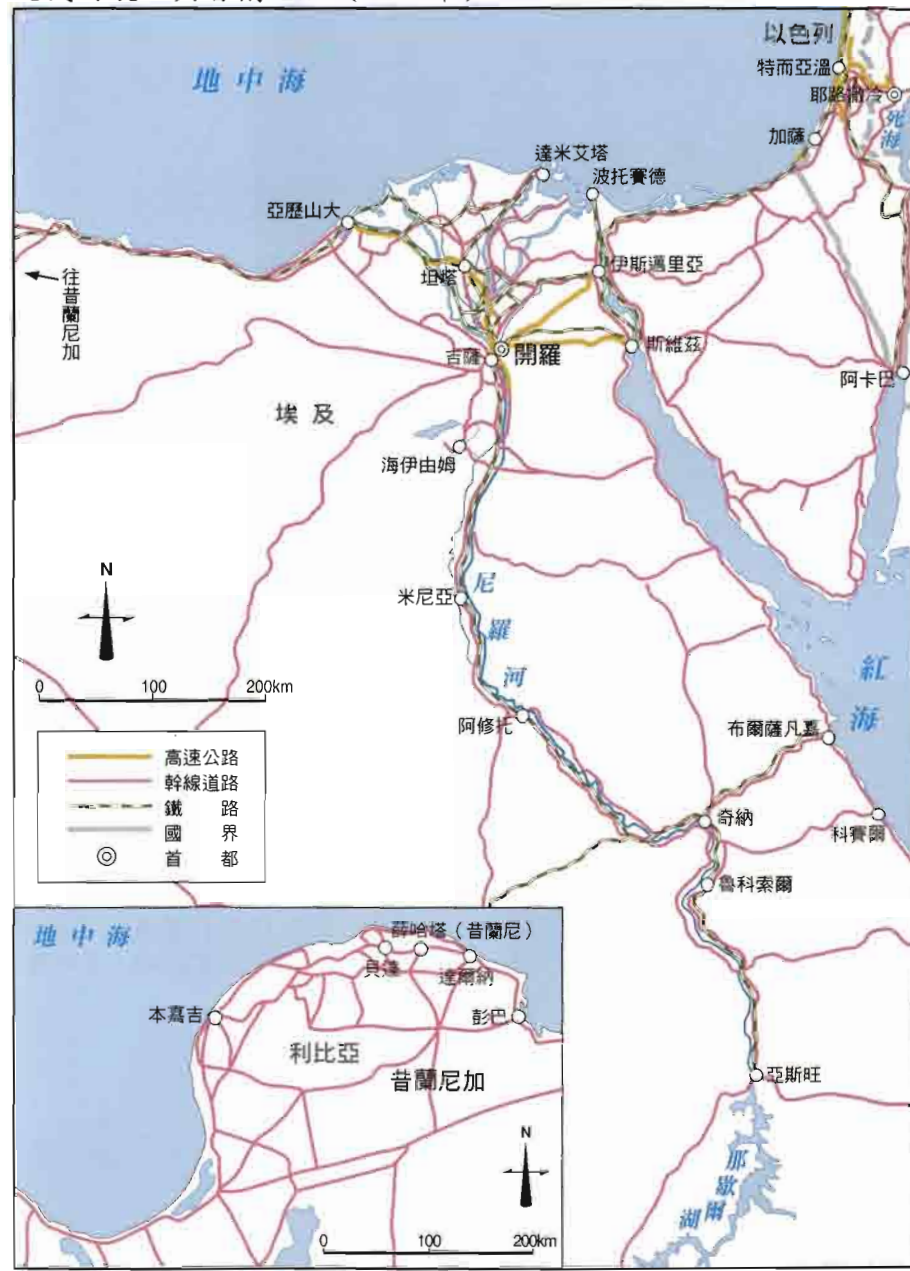 地中海
以色列
特而亞溫
耶路撒冷
死海
加薩
達米艾塔
波托賽德
亞歷山大
坦塔
伊斯邁里亞
往昔蘭尼加
吉薩
開羅
斯維茲
阿卡巴
埃及
海伊由姆
N
米尼亞
尼羅河
紅海
0 100 200km
阿修托
布爾薩凡嘉
高速公路
幹線道路
鐵路
國界
首都
奇納
科賽爾
魯科索爾
地中海
薛哈塔（昔蘭尼）
貝達
達爾納
本嘉吉
彭巴
利比亞
昔蘭尼加
亞斯旺
N
那歇爾湖
0 100 200km